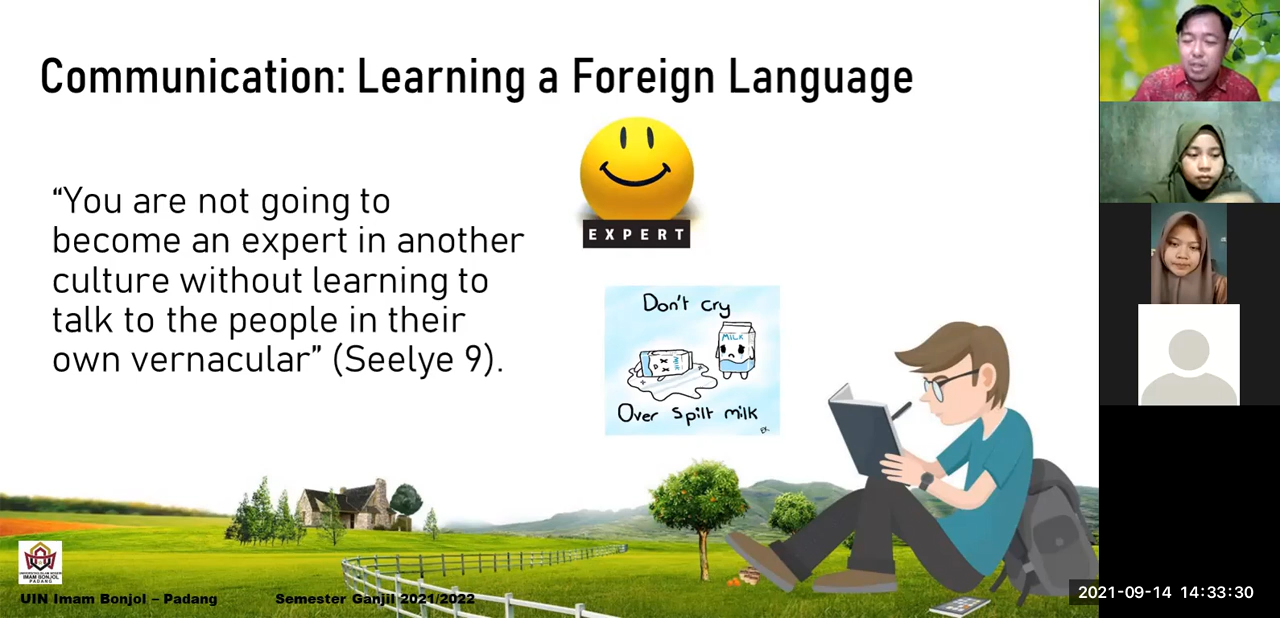 Communication: Learning a Foreign Language
“You are not going to
become an expert in another
culture without learning to
talk to the people in their
own vernacular” (Seelye 9).
EXPERT
Don't cry
MILK
Over spilt milk
IMAM BONJOL
PADANG
UIN Imam Bonjol – Padang
Semester Ganjil 2021/2022
2021-09-14 14:33:30